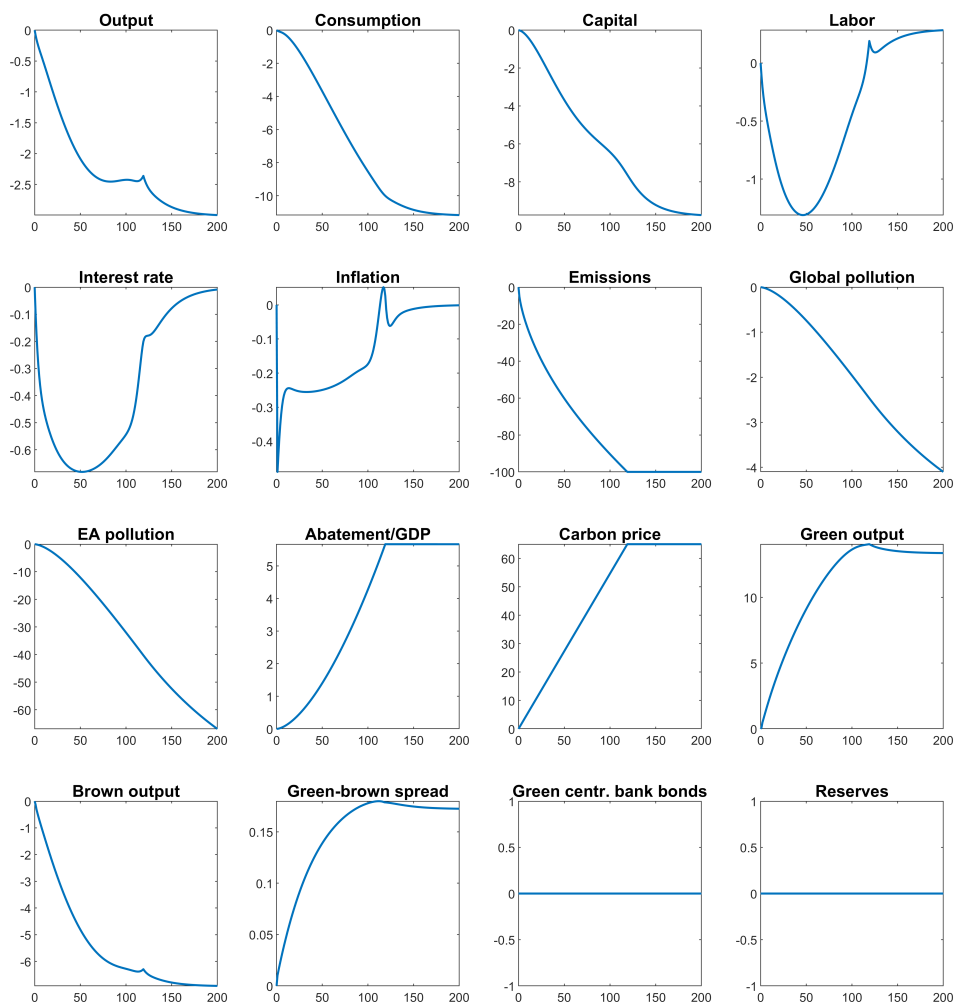 Output Consumption Capital Labor
0 -0.5 -1 -1.5 -2 -2.5
0 50 100 150 200
0 -2 -4 -6 -8 -10
0 50 100 150 200
0 -2 -4 -6 -8
0 50 100 150 200
0 -0.5 -1
0 50 100 150 200
Interest rate Inflation Emissions Global pollution
0 -0.1 -0.2 -0.3 -0.4 -0.5 -0.6
0 50 100 150 200
0 -0.1 -0.2 -0.3 -0.4
0 50 100 150 200
0 -20 -40 -60 -80 -100
0 50 100 150 200
0 -1 -2 -3 -4
0 50 100 150 200
EA pollution Abatement/GDP Carbon price Green output
0 -10 -20 -30 -40 -50 -60
0 50 100 150 200
5 4 3 2 1 0
0 50 100 150 200
60 50 40 30 20 10 0
0 50 100 150 200
10 5 0
0 50 100 150 200
Brown output Green-brown spread Green centr. bank bonds Reserves
0 -1 -2 -3 -4 -5 -6
0 50 100 150 200
0.15 0.1 0.05 0
0 50 100 150 200
1 0.5 0 -0.5 -1
0 50 100 150 200
1 0.5 0 -0.5 -1
0 50 100 150 200